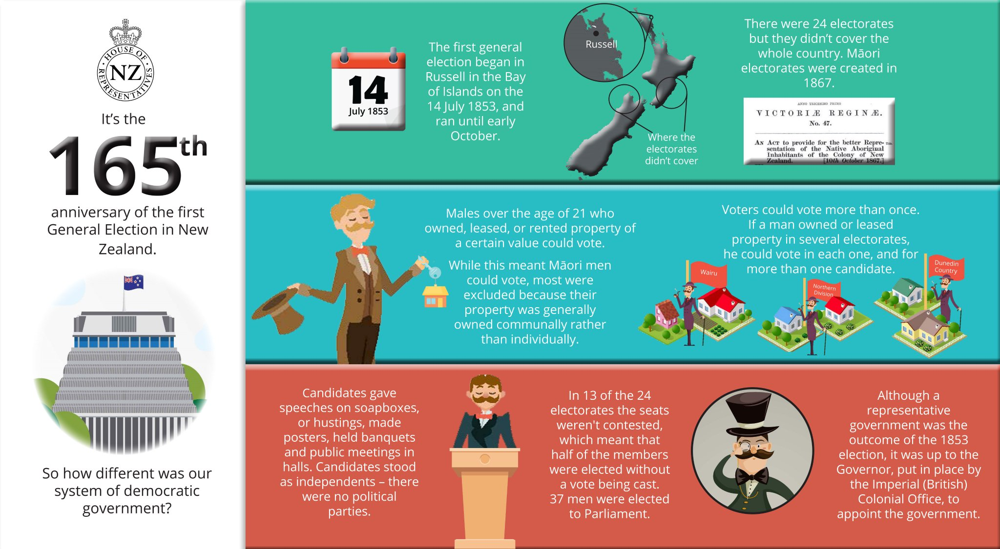 HOUSE OF
NZ
REPRESENTATIVES
It's the
165th
anniversary of the first
General Election in New
Zealand.
So how different was our
system of democratic
government?
14
July 1853
The first general
election began in
Russell in the Bay
of Islands on the
14 July 1853, and
ran until early
October.
Russell
Where the
electorates
didn't cover
There were 24 electorates
but they didn't cover the
whole country. Māori
electorates were created in
1867.
ANNO TRICESIMO PRIMO
VICTORIÆ REGINÆ.
No. 47.
AN ACT to provide for the better Repre-
Title.
sentation of the Native Aboriginal
Inhabitants of the Colony of New
Zealand. [10th October 1867.]
Males over the age of 21 who
owned, leased, or rented property of
a certain value could vote.
While this meant Māori men
could vote, most were
excluded because their
property was generally
owned communally rather
than individually.
Voters could vote more than once.
If a man owned or leased
property in several electorates,
he could vote in each one, and for
more than one candidate.
Wairu
Northern
Division
Dunedin
Country
Candidates gave
speeches on soapboxes,
or hustings, made
posters, held banquets
and public meetings in
halls. Candidates stood
as independents – there
were no political
parties.
In 13 of the 24
electorates the seats
weren't contested,
which meant that
half of the members
were elected without
a vote being cast.
37 men were elected
to Parliament.
Although a
representative
government was the
outcome of the 1853
election, it was up to the
Governor, put in place by
the Imperial (British)
Colonial Office, to
appoint the government.